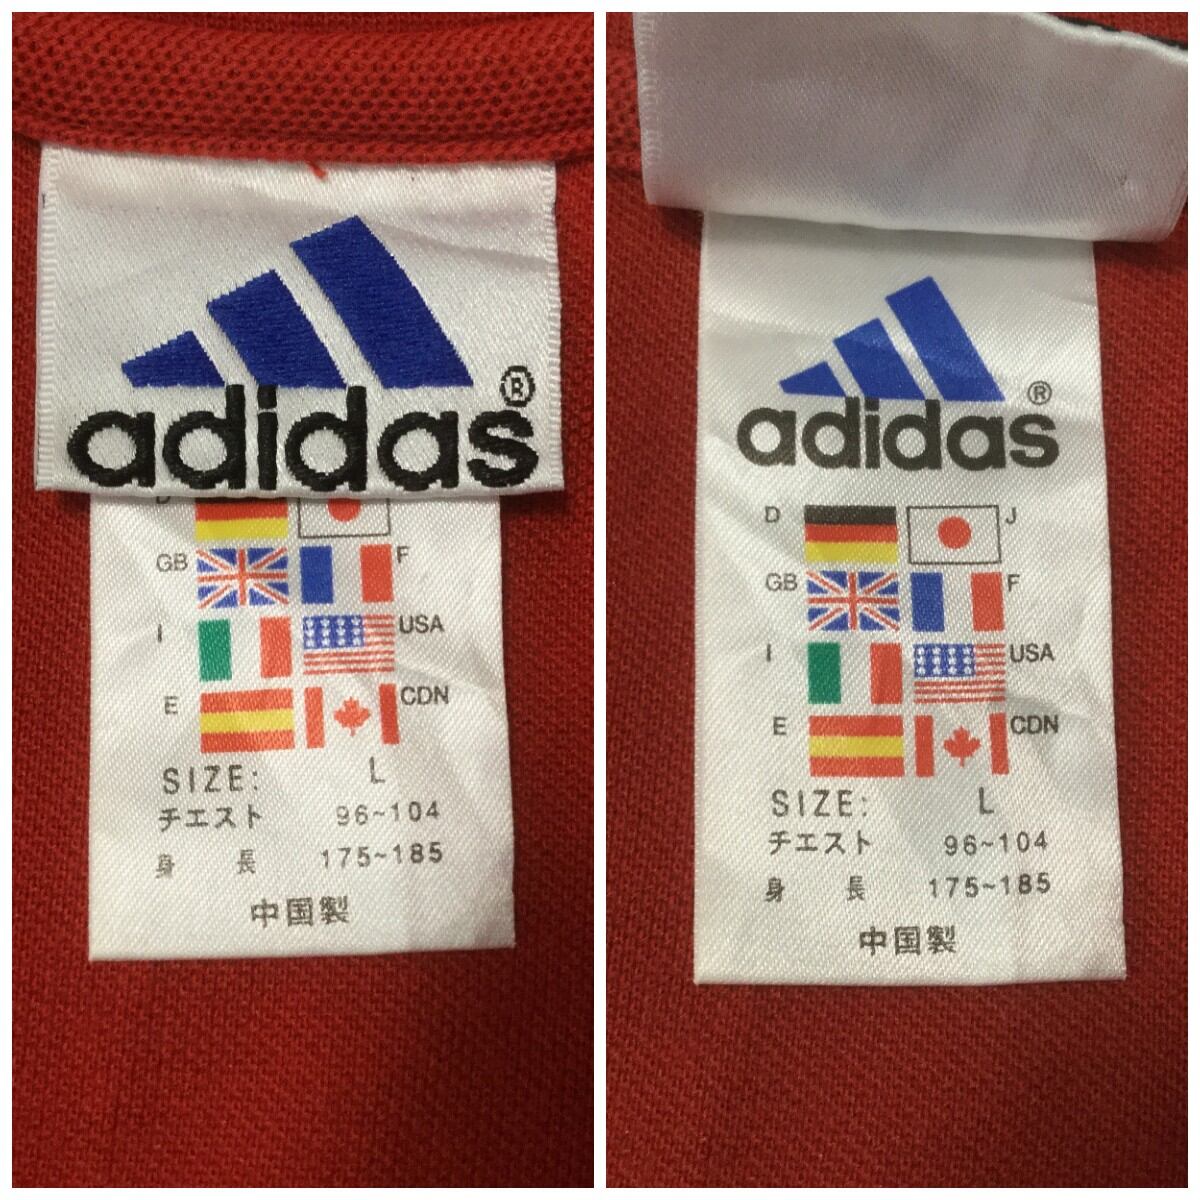 adidas®
GB F
I USA
E CDN
SIZE: L
チエスト 96~104
身長 175~185
中国製
adidas®
D J
GB F
I USA
E CDN
SIZE: L
チエスト 96~104
身長 175~185
中国製